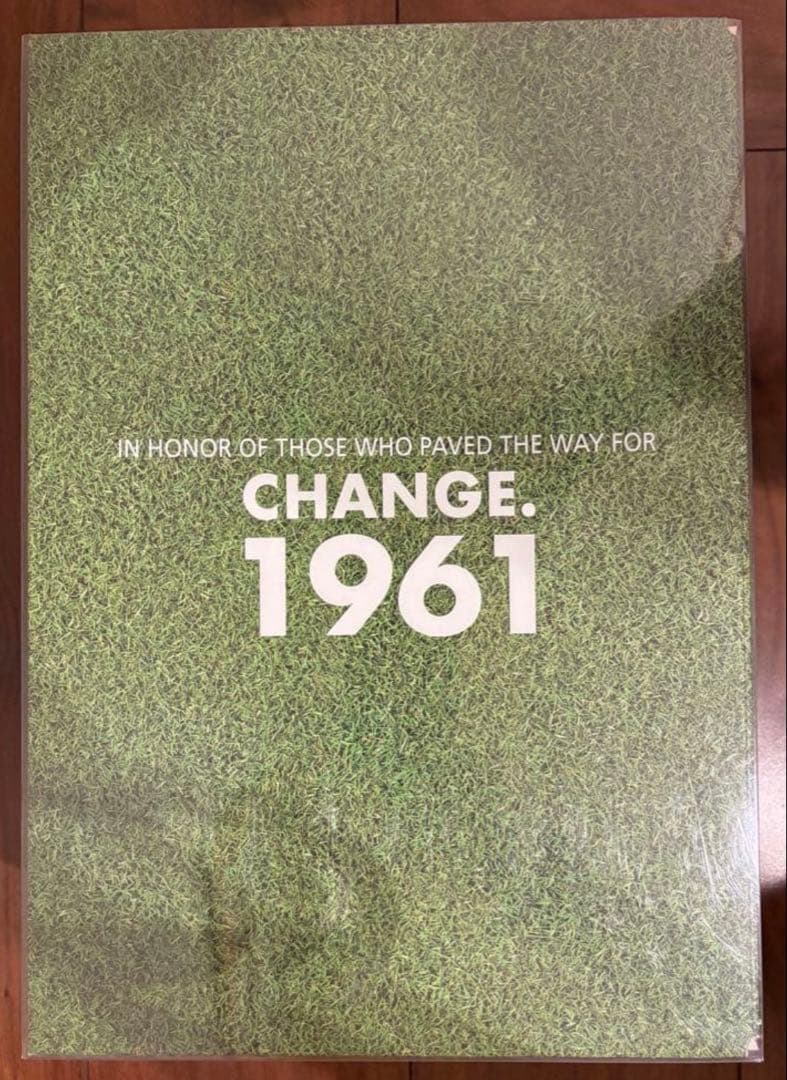 IN HONOR OF THOSE WHO PAVED THE WAY FOR
CHANGE.
1961